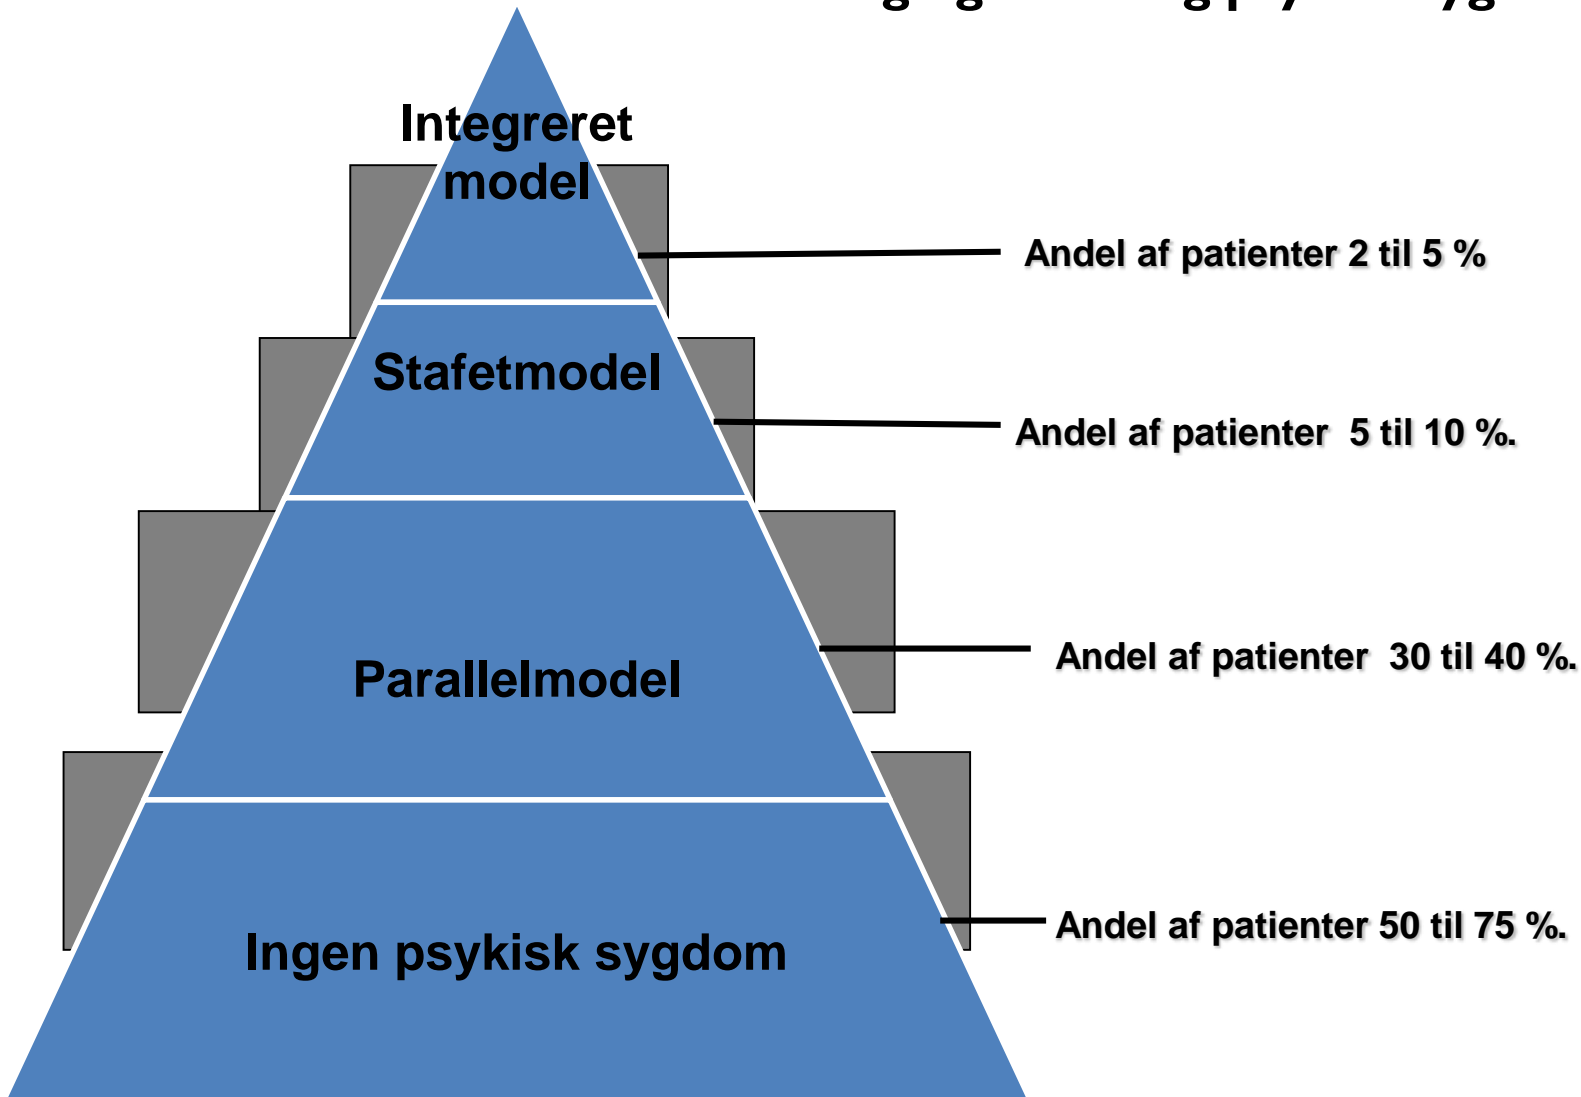 Integreret
model
Andel af patienter 2 til 5 %
Stafetmodel
Andel af patienter 5 til 10 %.
Parallelmodel
Andel af patienter 30 til 40 %.
Ingen psykisk sygdom
Andel af patienter 50 til 75 %.